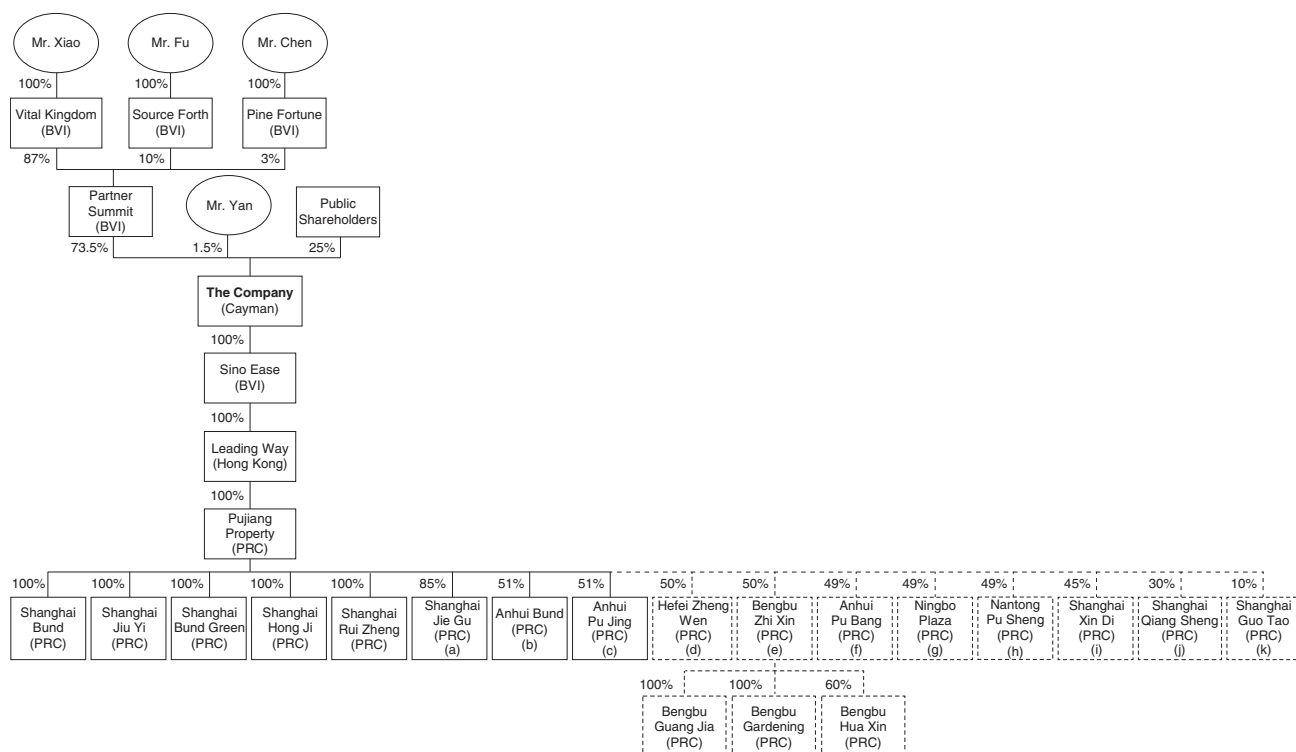 Mr. Xiao
Mr. Fu
Mr. Chen
100%
100%
100%
Vital Kingdom
(BVI)
Source Forth
(BVI)
Pine Fortune
(BVI)
87%
10%
3%
Partner
Summit
(BVI)
Mr. Yan
Public
Shareholders
73.5%
1.5%
25%
The Company
(Cayman)
100%
Sino Ease
(BVI)
100%
Leading Way
(Hong Kong)
100%
Pujiang
Property
(PRC)
100%
100%
100%
100%
100%
85%
51%
51%
50%
50%
49%
49%
49%
45%
30%
10%
Shanghai
Bund
(PRC)
Shanghai
Jiu Yi
(PRC)
Shanghai
Bund Green
(PRC)
Shanghai
Hong Ji
(PRC)
Shanghai
Rui Zheng
(PRC)
Shanghai
Jie Gu
(PRC)
(a)
Anhui Bund
(PRC)
(b)
Anhui
Pu Jing
(PRC)
(c)
Hefei Zheng
Wen
(PRC)
(d)
Bengbu
Zhi Xin
(PRC)
(e)
Anhui
Pu Bang
(PRC)
(f)
Ningbo
Plaza
(PRC)
(g)
Nantong
Pu Sheng
(PRC)
(h)
Shanghai
Xin Di
(PRC)
(i)
Shanghai
Qiang Sheng
(PRC)
(j)
Shanghai
Guo Tao
(PRC)
(k)
100%
100%
60%
Bengbu
Guang Jia
(PRC)
Bengbu
Gardening
(PRC)
Bengbu
Hua Xin
(PRC)